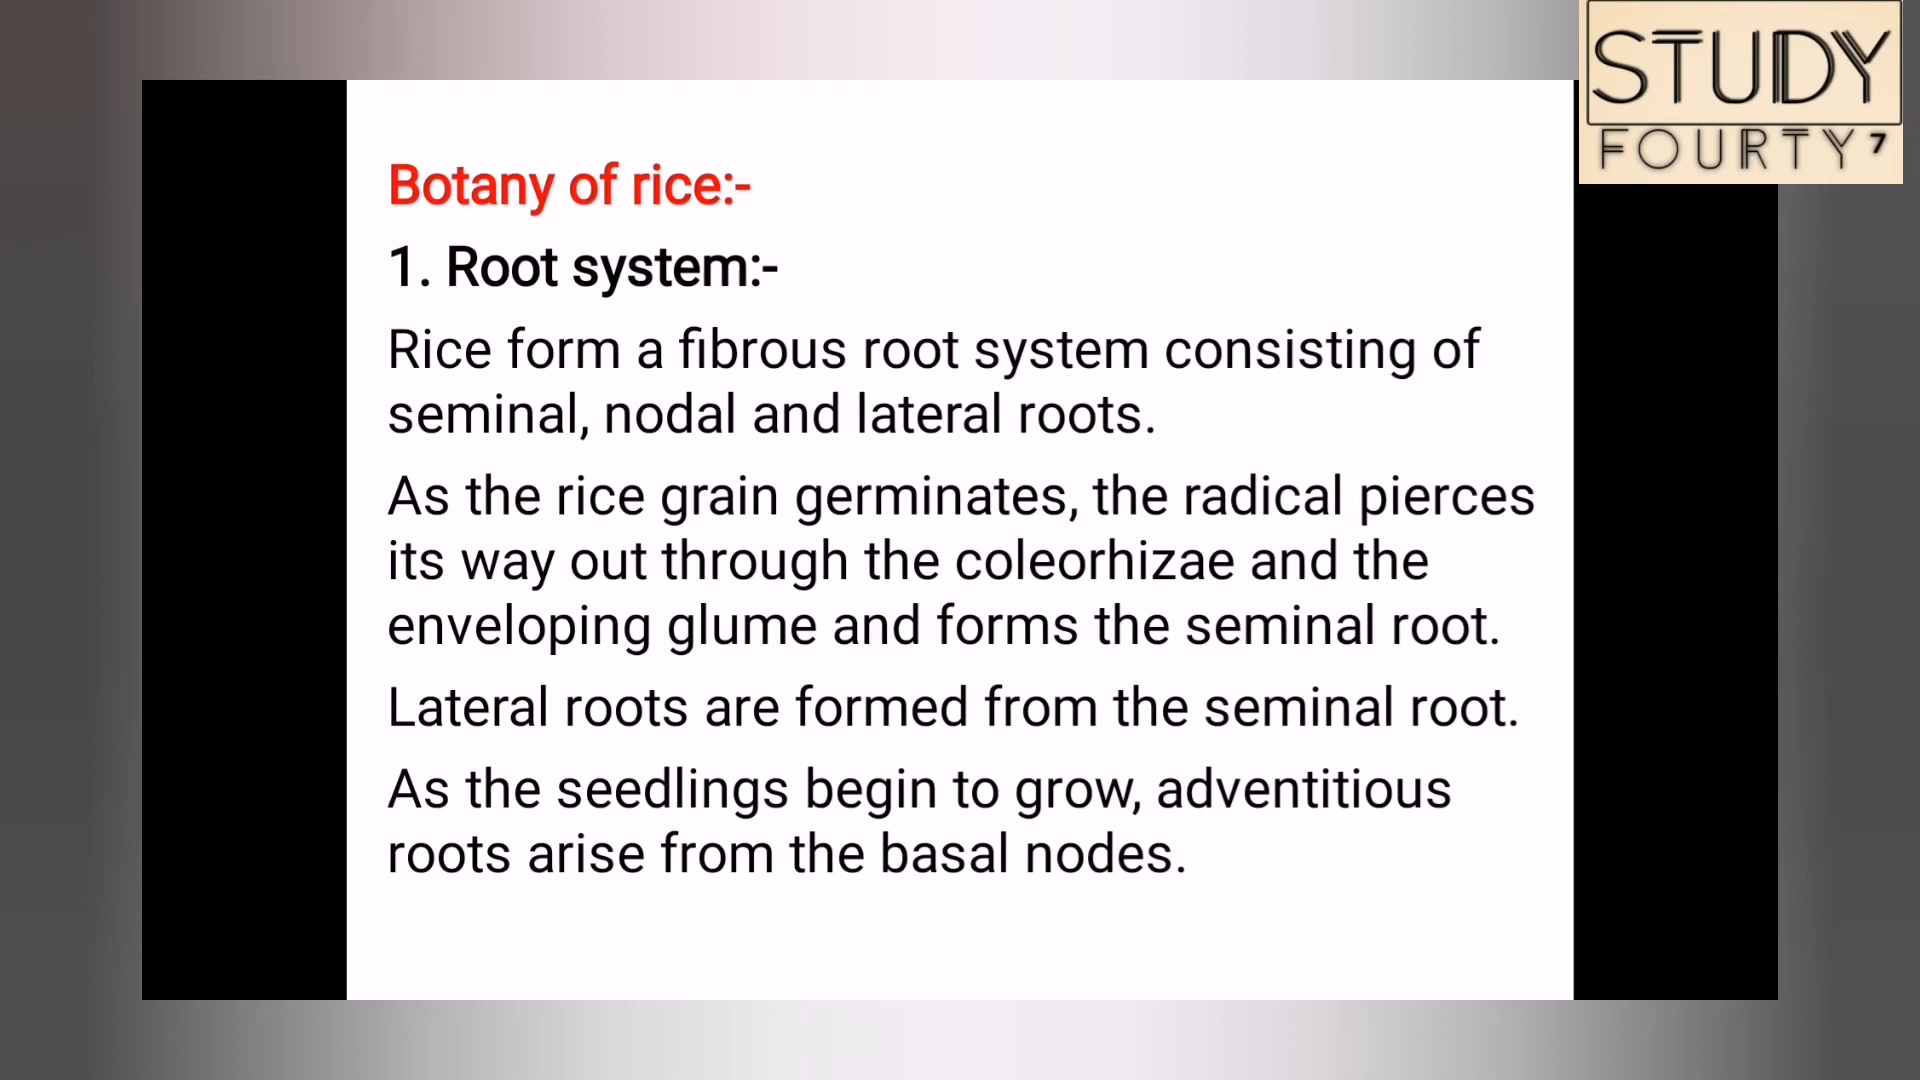 STUDY
FOURTY 7
Botany of rice:-
1. Root system:-
Rice form a fibrous root system consisting of
seminal, nodal and lateral roots.
As the rice grain germinates, the radical pierces
its way out through the coleorhizae and the
enveloping glume and forms the seminal root.
Lateral roots are formed from the seminal root.
As the seedlings begin to grow, adventitious
roots arise from the basal nodes.